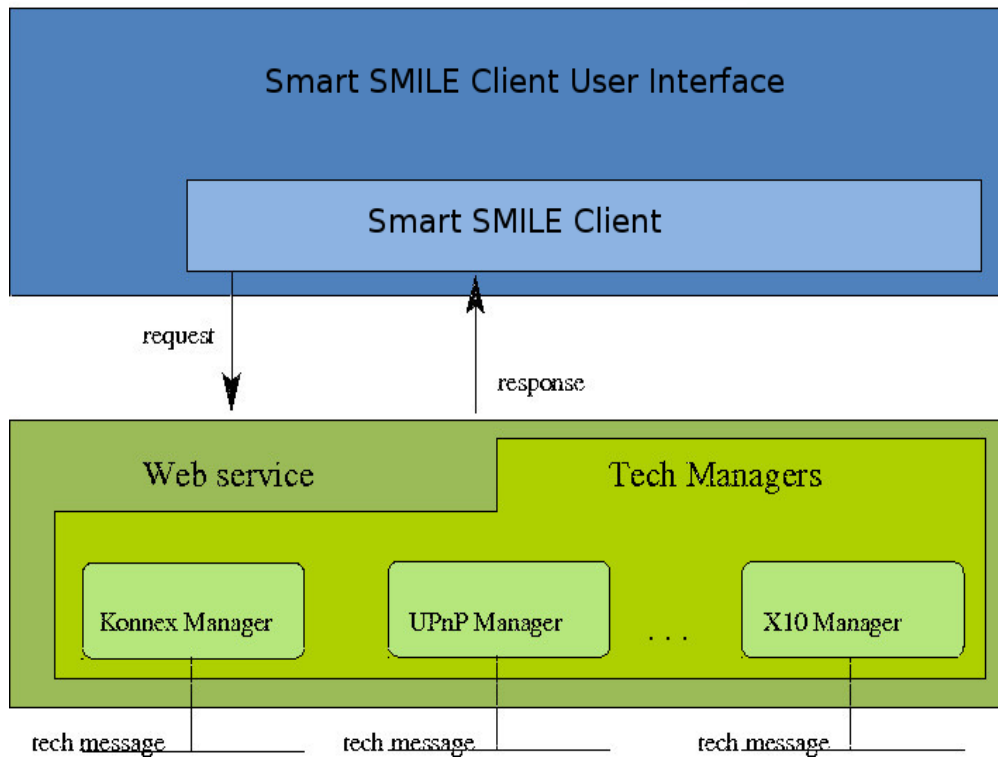 Smart SMILE Client User Interface
Smart SMILE Client
request
response
Web service
Tech Managers
Konnex Manager
UPnP Manager
. . .
X10 Manager
tech message
tech message
tech message